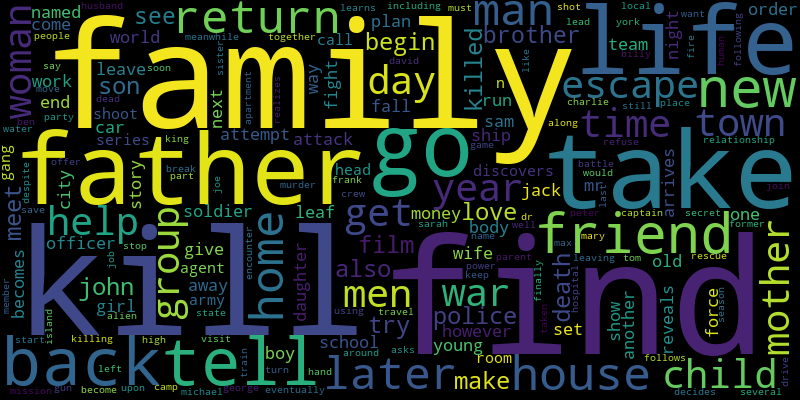 named
husband
learns
including
must
shot
lead
local
york
want
order
come
see
return
man
plan
team
people
world
meanwhile
together
call
david
begin
brother
night
fire
billy
human
following
woman
family
life
say
leave
soon
sister
way
fight
day
killed
like
escape
new
work
son
next
apartment
realizes
fall
run
n
charlie
still
place
move
dead
end
shoot
car
party
ben
water
series
king
attempt
attack
sam
ship
along
game
time
town
relationship
father
go
take
refuse
gang
offer
break
part
story
joe
head
discovers
battle
would
arrives
meet
city
despite
murder
frank
crew
year
jack
mr
last
join
save
help
soldier
leaf
get
money
love
dr
sarah
body
well
name
friend
peter
captain
secret
one
former
officer
stop
give
home
film
wife
power
keep
parent
max
mary
leaving
tom
rescue
old
mother
becomes
job
group
agent
encounter
daughter
also
death
hospital
reveals
kill
find
member
john
away
men
war
finally
taken
set
force
season
girl
alien
army
state
using
travel
police
however
try
young
show
another
start
island
killing
high
visit
school
boy
around
asks
room
follows
back
left
tell
train
turn
hand
later
make
house
child
drive
mission
gun
become
upon
camp
michael
george
eventually
decides
several